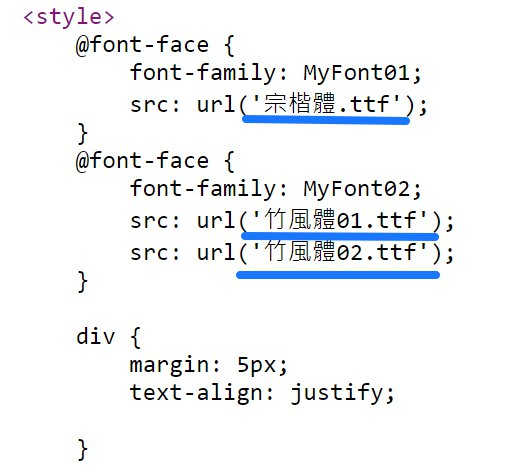 <style>
@font-face {
font-family: MyFont01;
src: url('宗楷體.ttf');
}
@font-face {
font-family: MyFont02;
src: url('竹風體01.ttf');
src: url('竹風體02.ttf');
}
div {
margin: 5px;
text-align: justify;
}